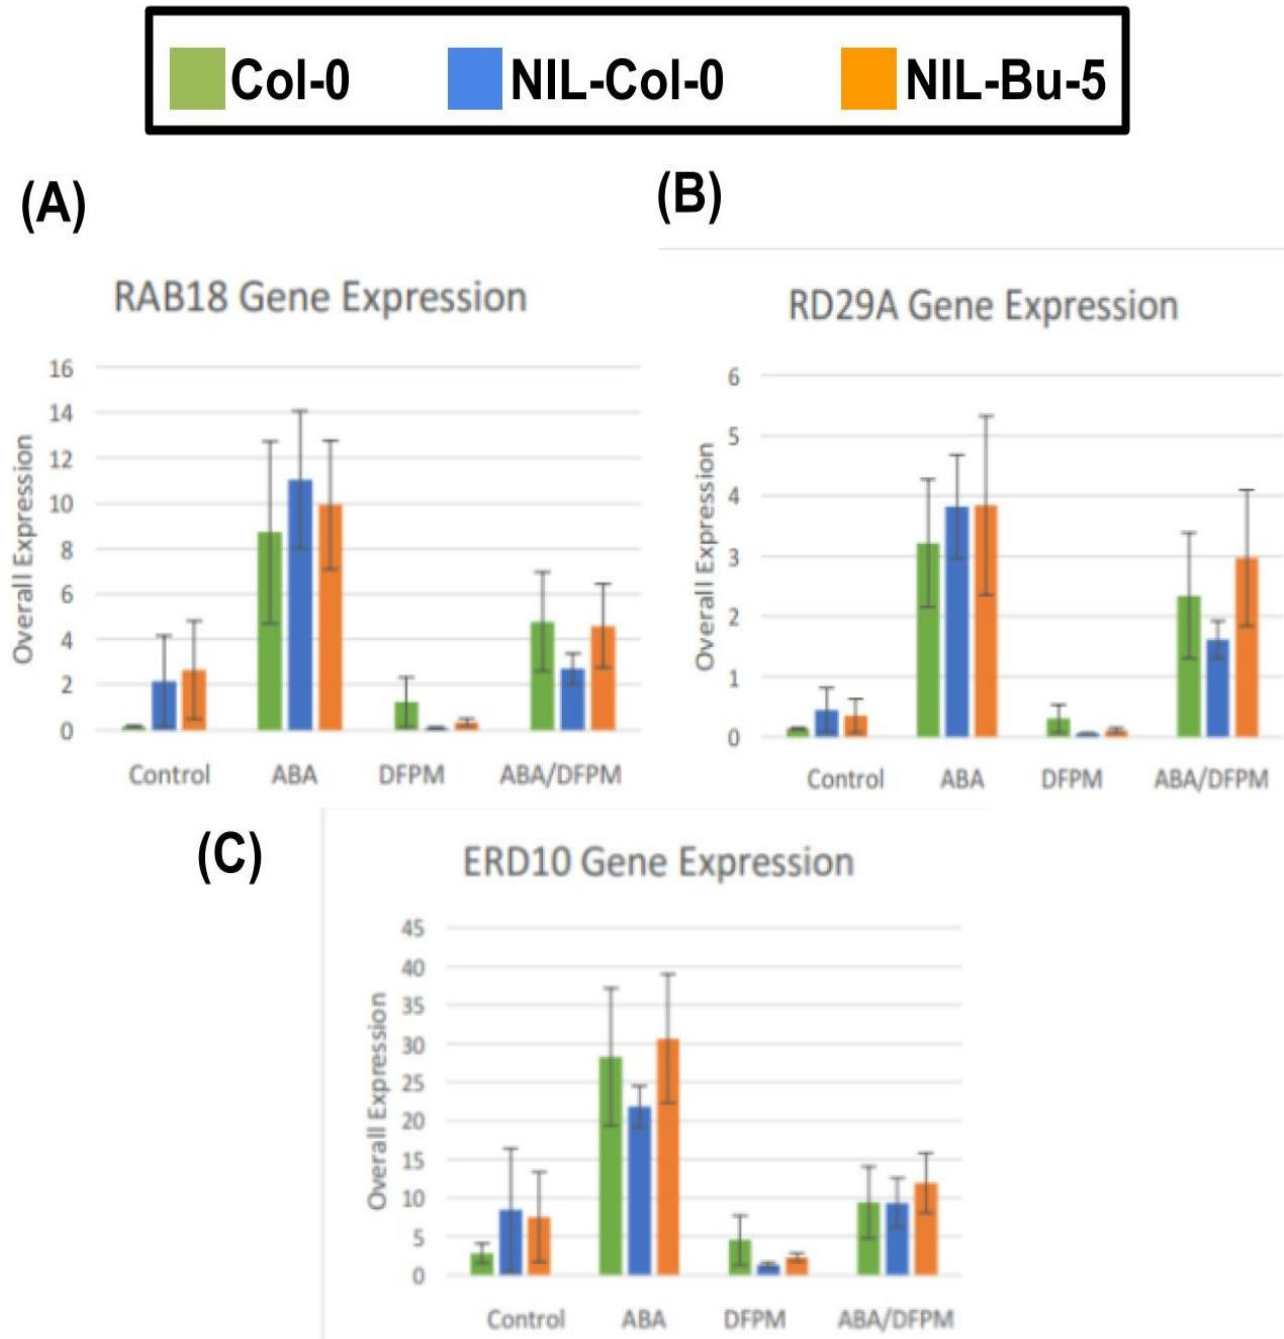 Col-0 NIL-Col-0 NIL-Bu-5
(A)
RAB18 Gene Expression
Overall Expression
16
14
12
10
8
6
4
2
0
Control ABA DFPM ABA/DFPM
(B)
RD29A Gene Expression
Overall Expression
6
5
4
3
2
1
0
Control ABA DFPM ABA/DFPM
(C)
ERD10 Gene Expression
Overall Expression
45
40
35
30
25
20
15
10
5
0
Control ABA DFPM ABA/DFPM